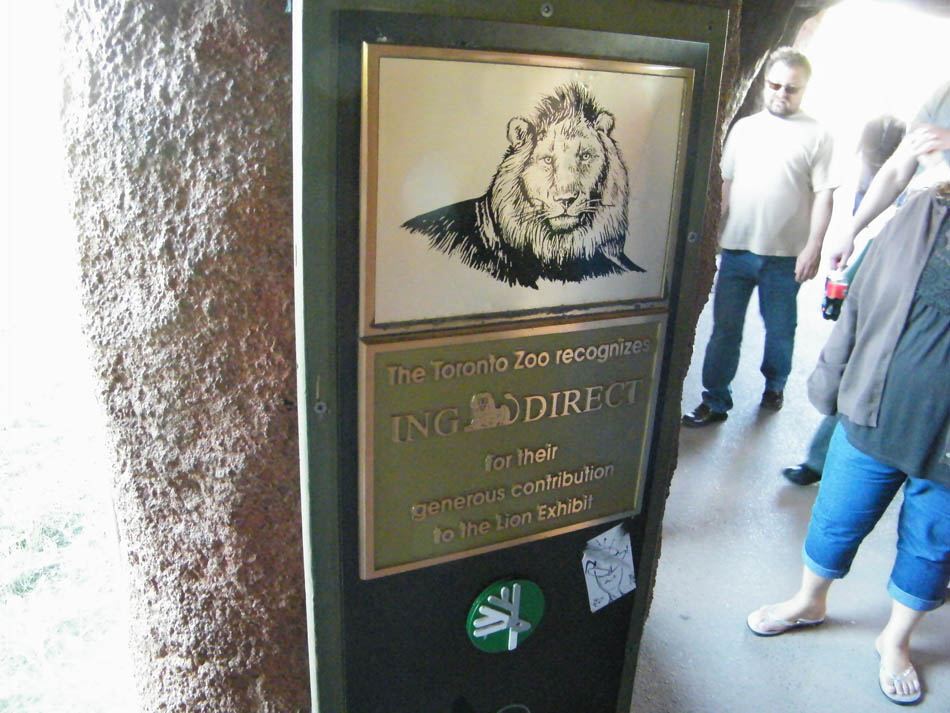 The Toronto Zoo recognizes
ING DIRECT
for their
generous contribution
to the Lion Exhibit